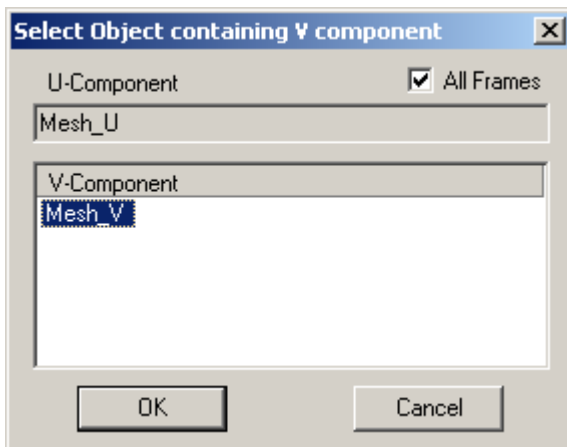 Select Object containing V component
U-Component All Frames
Mesh_U
V-Component
Mesh_V
OK Cancel